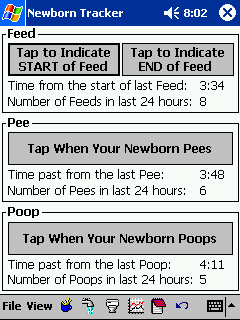 Newborn Tracker 8:02
Feed
Tap to Indicate START of Feed
Tap to Indicate END of Feed
Time from the start of last Feed: 3:34
Number of Feeds in last 24 hours: 8
Pee
Tap When Your Newborn Pees
Time past from the last Pee: 3:48
Number of Pees in last 24 hours: 6
Poop
Tap When Your Newborn Poops
Time past from the last Poop: 4:11
Number of Poops in last 24 hours: 5
File View